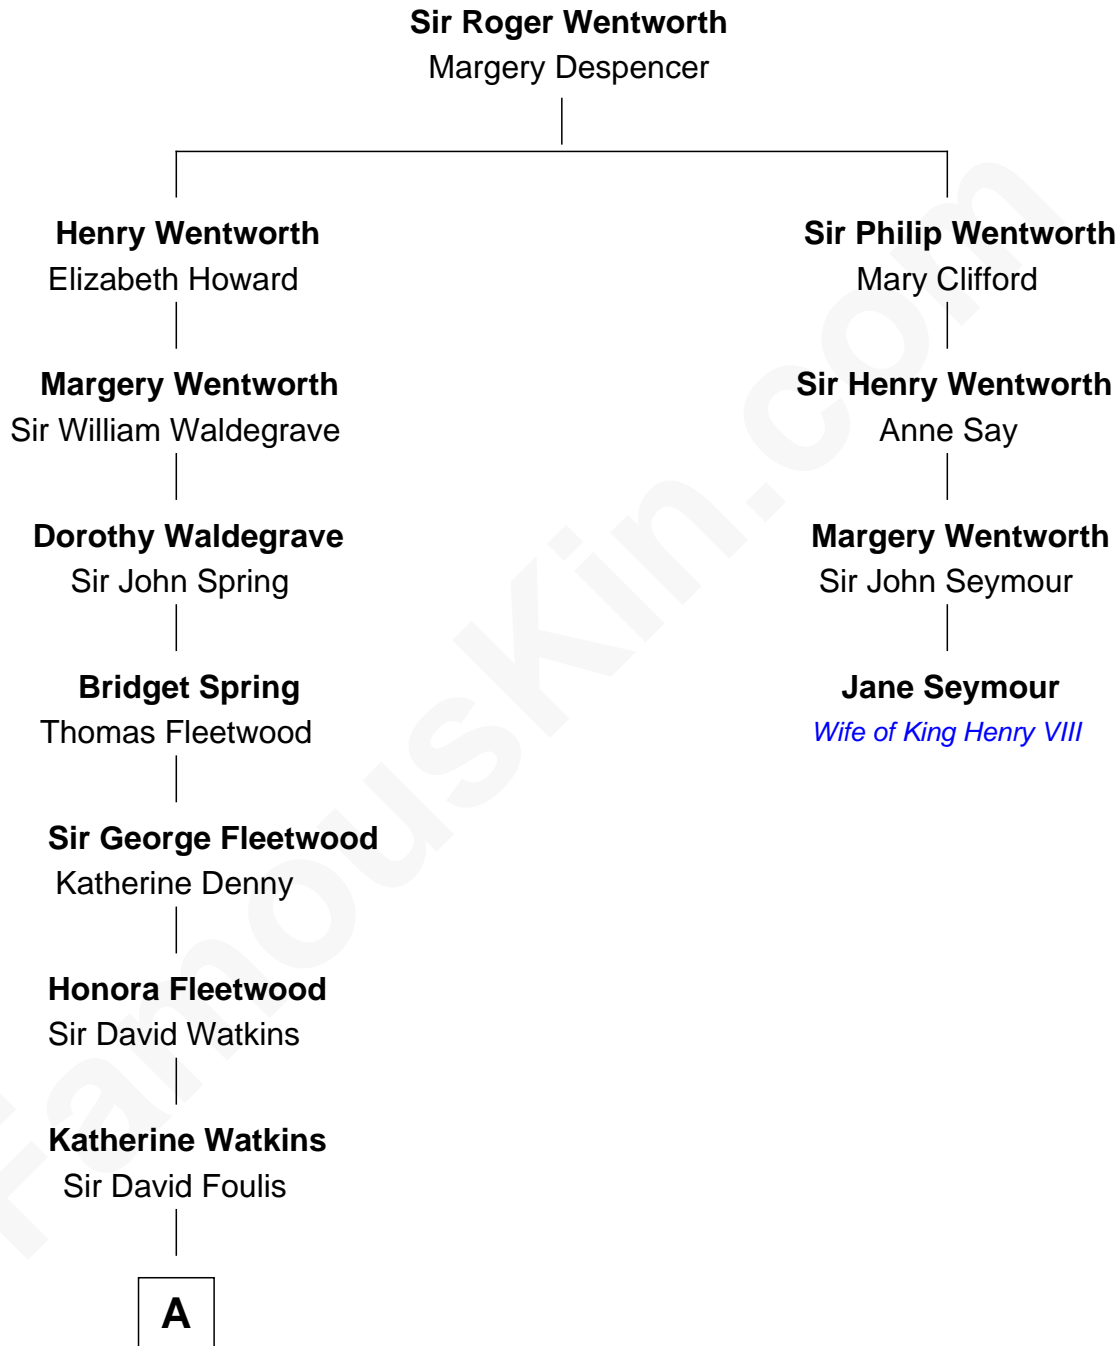 Sir Roger Wentworth
Margery Despencer
Henry Wentworth
Elizabeth Howard
Margery Wentworth
Sir William Waldegrave
Dorothy Waldegrave
Sir John Spring
Bridget Spring
Thomas Fleetwood
Sir George Fleetwood
Katherine Denny
Honora Fleetwood
Sir David Watkins
Katherine Watkins
Sir David Foulis
A
Sir Philip Wentworth
Mary Clifford
Sir Henry Wentworth
Anne Say
Margery Wentworth
Sir John Seymour
Jane Seymour
Wife of King Henry VIII
FamousKin.com